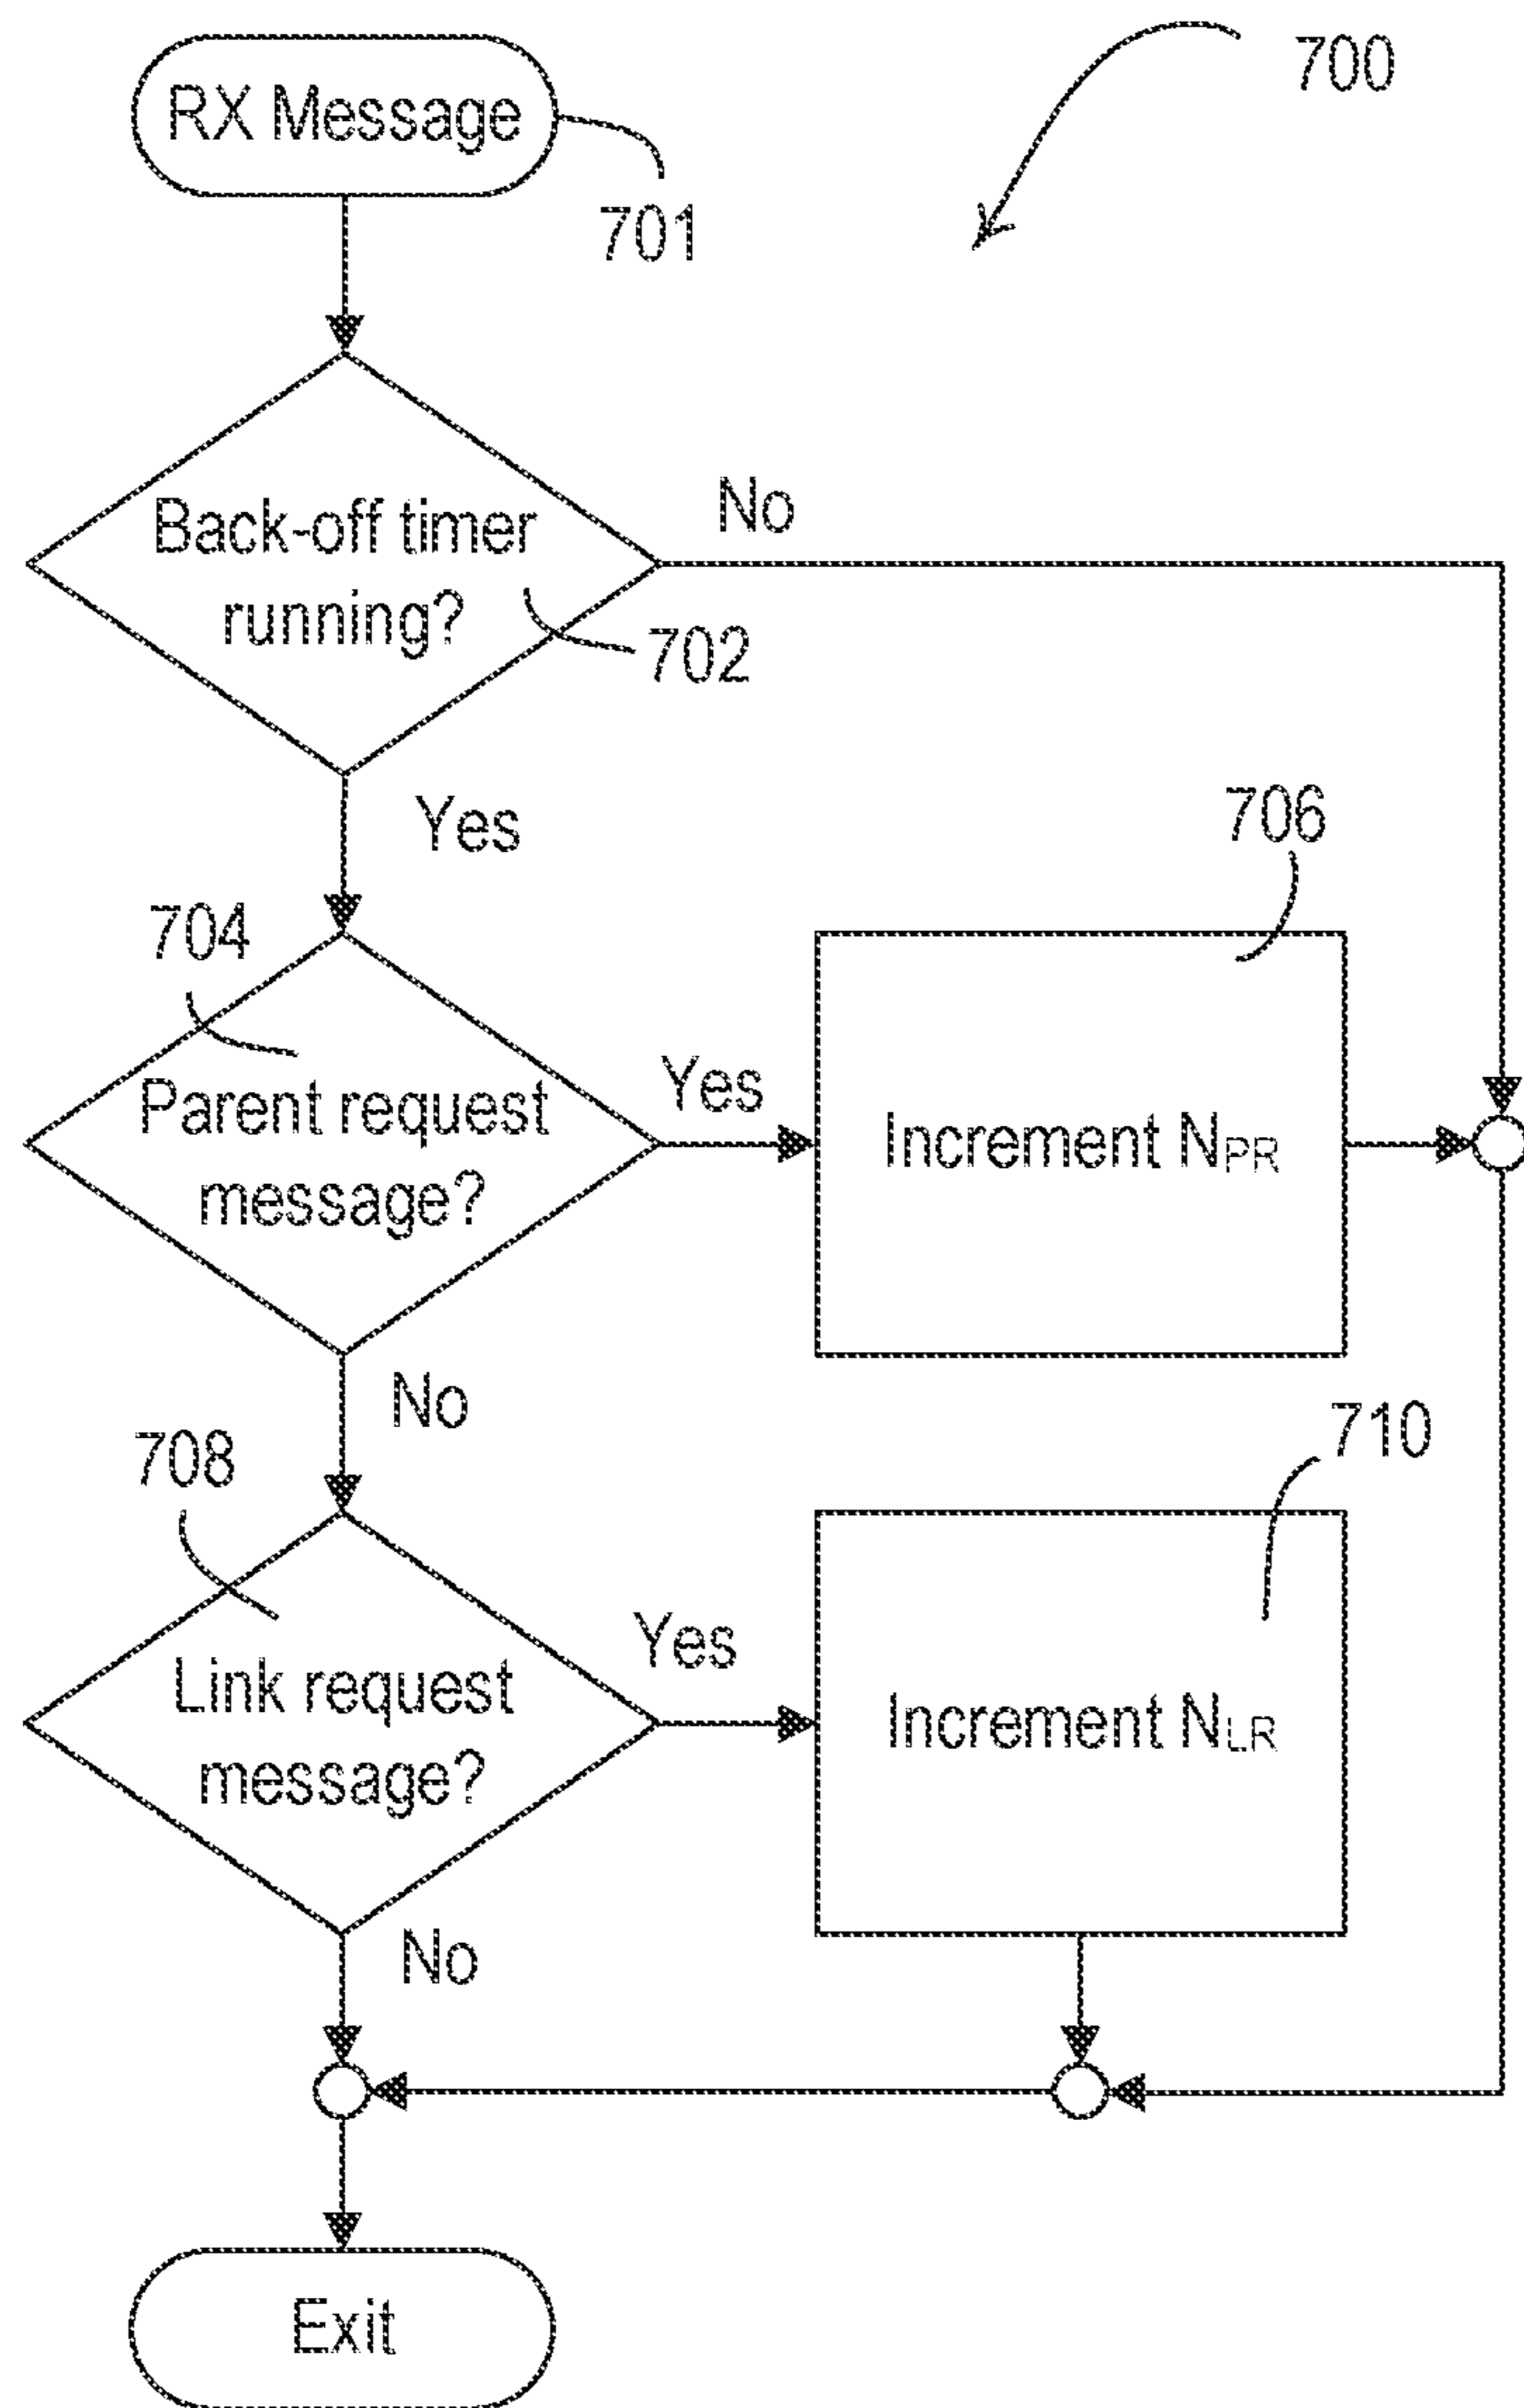 700
RX Message
701
No
Back-off timer
running?
702
Yes
706
704
Yes
Parent request
message?
Increment NPR
No
710
708
Yes
Link request
message?
Increment NLR
No
Exit